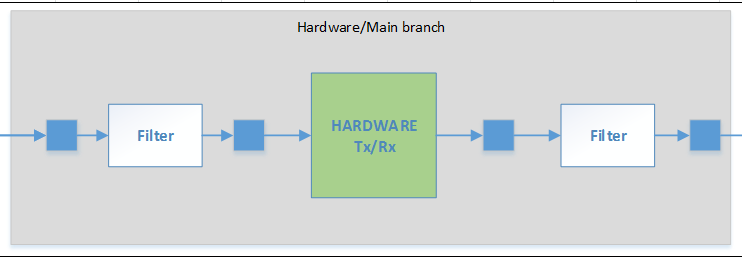 Hardware/Main branch
Filter
HARDWARE
Tx/Rx
Filter